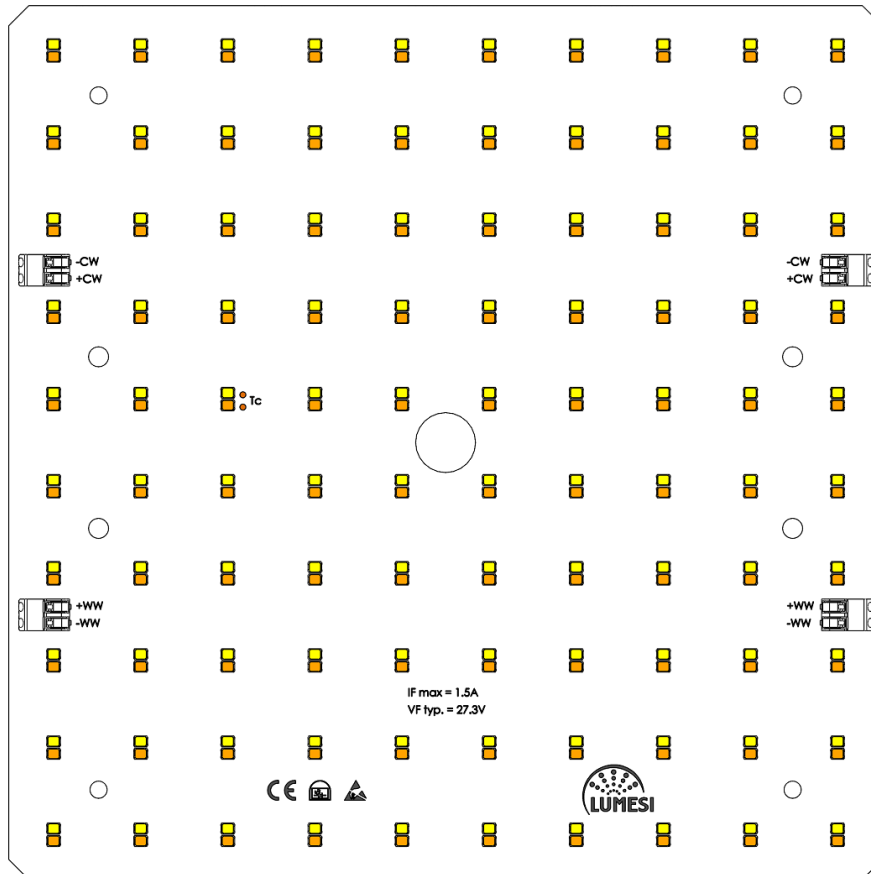 -CW
-CW
+CW
+CW
Tc
+WW
+WW
-WW
-WW
IF max = 1.5A
VF typ. = 27.3V
CE
LUMESI